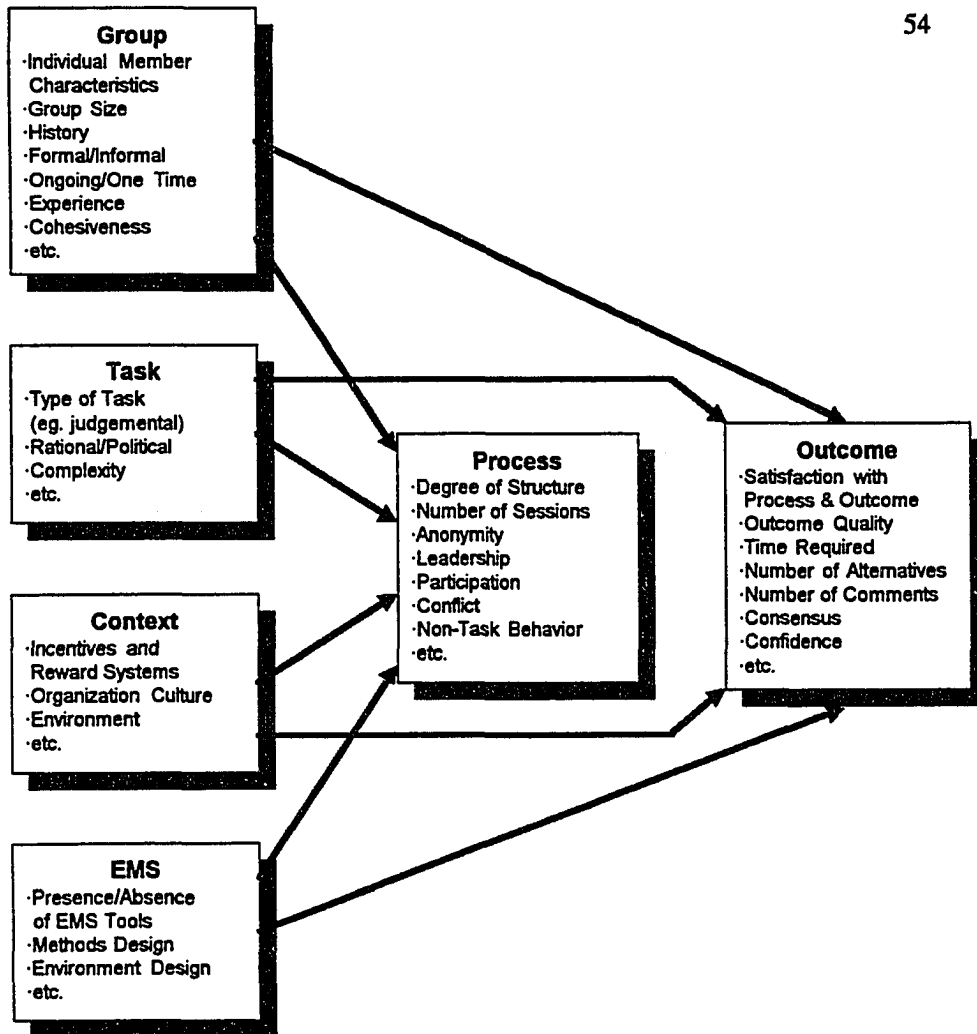 54
Group
·Individual Member
Characteristics
·Group Size
·History
·Formal/Informal
·Ongoing/One Time
·Experience
·Cohesiveness
·etc.
Task
·Type of Task
(eg. judgemental)
·Rational/Political
·Complexity
·etc.
Context
·Incentives and
Reward Systems
·Organization Culture
·Environment
·etc.
EMS
·Presence/Absence
of EMS Tools
·Methods Design
·Environment Design
·etc.
Process
·Degree of Structure
·Number of Sessions
·Anonymity
·Leadership
·Participation
·Conflict
·Non-Task Behavior
·etc.
Outcome
·Satisfaction with
Process & Outcome
·Outcome Quality
·Time Required
·Number of Alternatives
·Number of Comments
·Consensus
·Confidence
·etc.